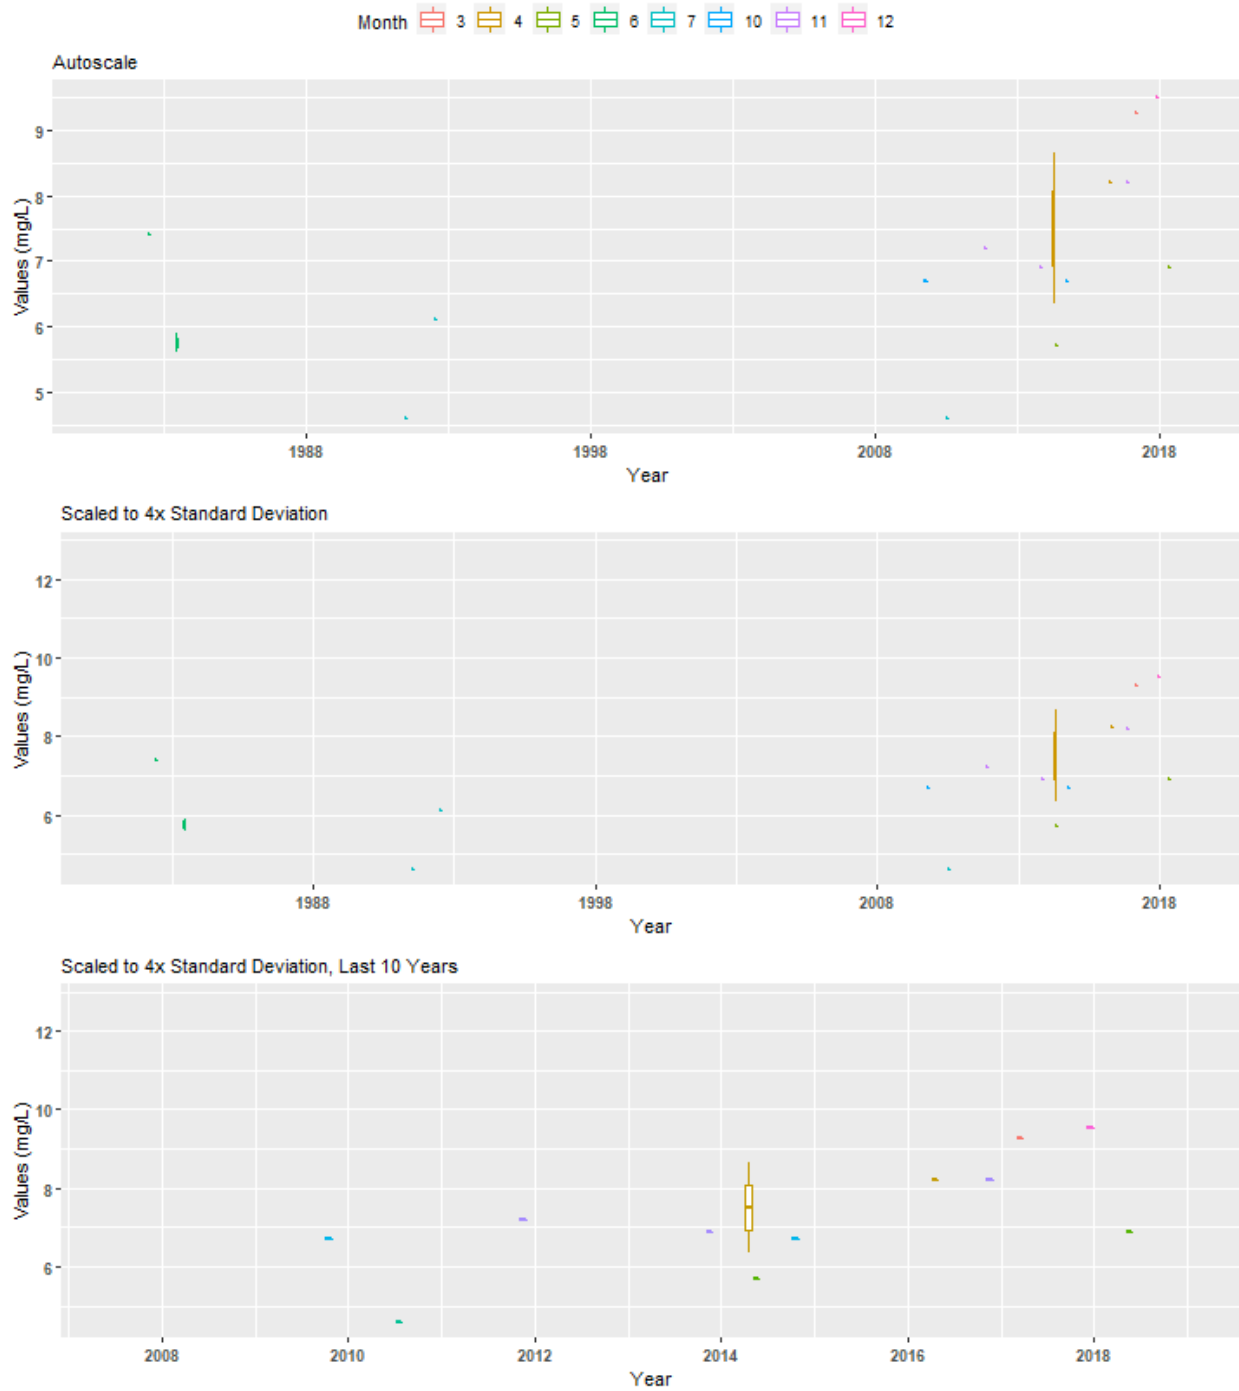 Month 3 4 5 6 7 10 11 12
Autoscale
Values (mg/L)
9
8
7
6
5
1988 1998 2008 2018
Year
Scaled to 4x Standard Deviation
Values (mg/L)
12
10
8
6
1988 1998 2008 2018
Year
Scaled to 4x Standard Deviation, Last 10 Years
Values (mg/L)
12
10
8
6
2008 2010 2012 2014 2016 2018
Year